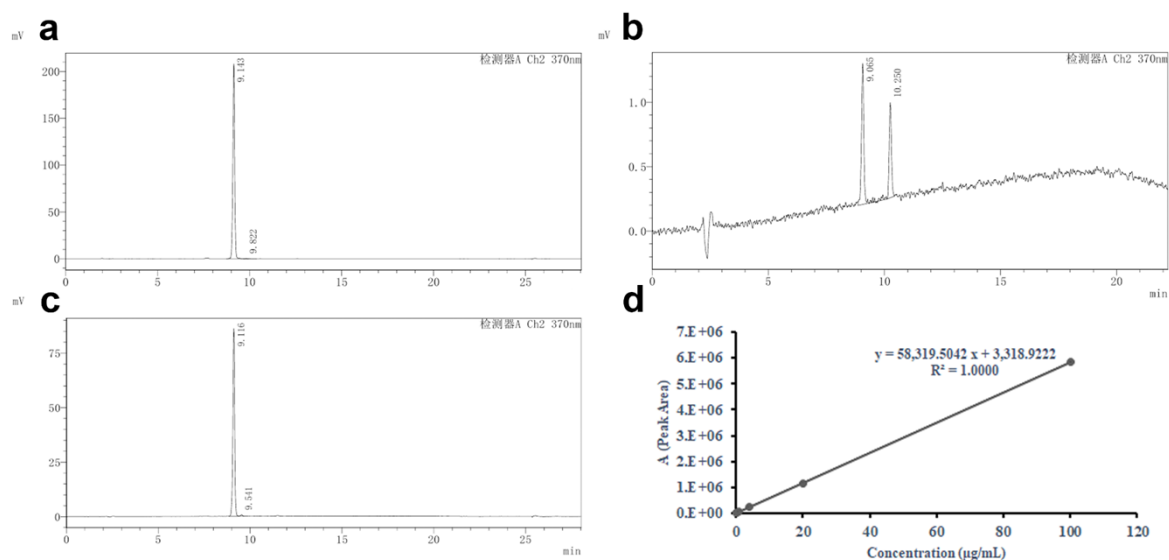 a
mV
检测器A Ch2 370nm
9.143
9.822
200
150
100
50
0
0 5 10 15 20 25
min
b
mV
检测器A Ch2 370nm
9.065
10.250
1.0
0.5
0.0
0 5 10 15 20
min
c
mV
检测器A Ch2 370nm
9.116
9.541
75
50
25
0
0 5 10 15 20 25
min
d
7.E+06
6.E+06
5.E+06
4.E+06
3.E+06
2.E+06
1.E+06
0.E+00
A (Peak Area)
y = 58,319.5042 x + 3,318.9222
R² = 1.0000
0 20 40 60 80 100 120
Concentration (µg/mL)